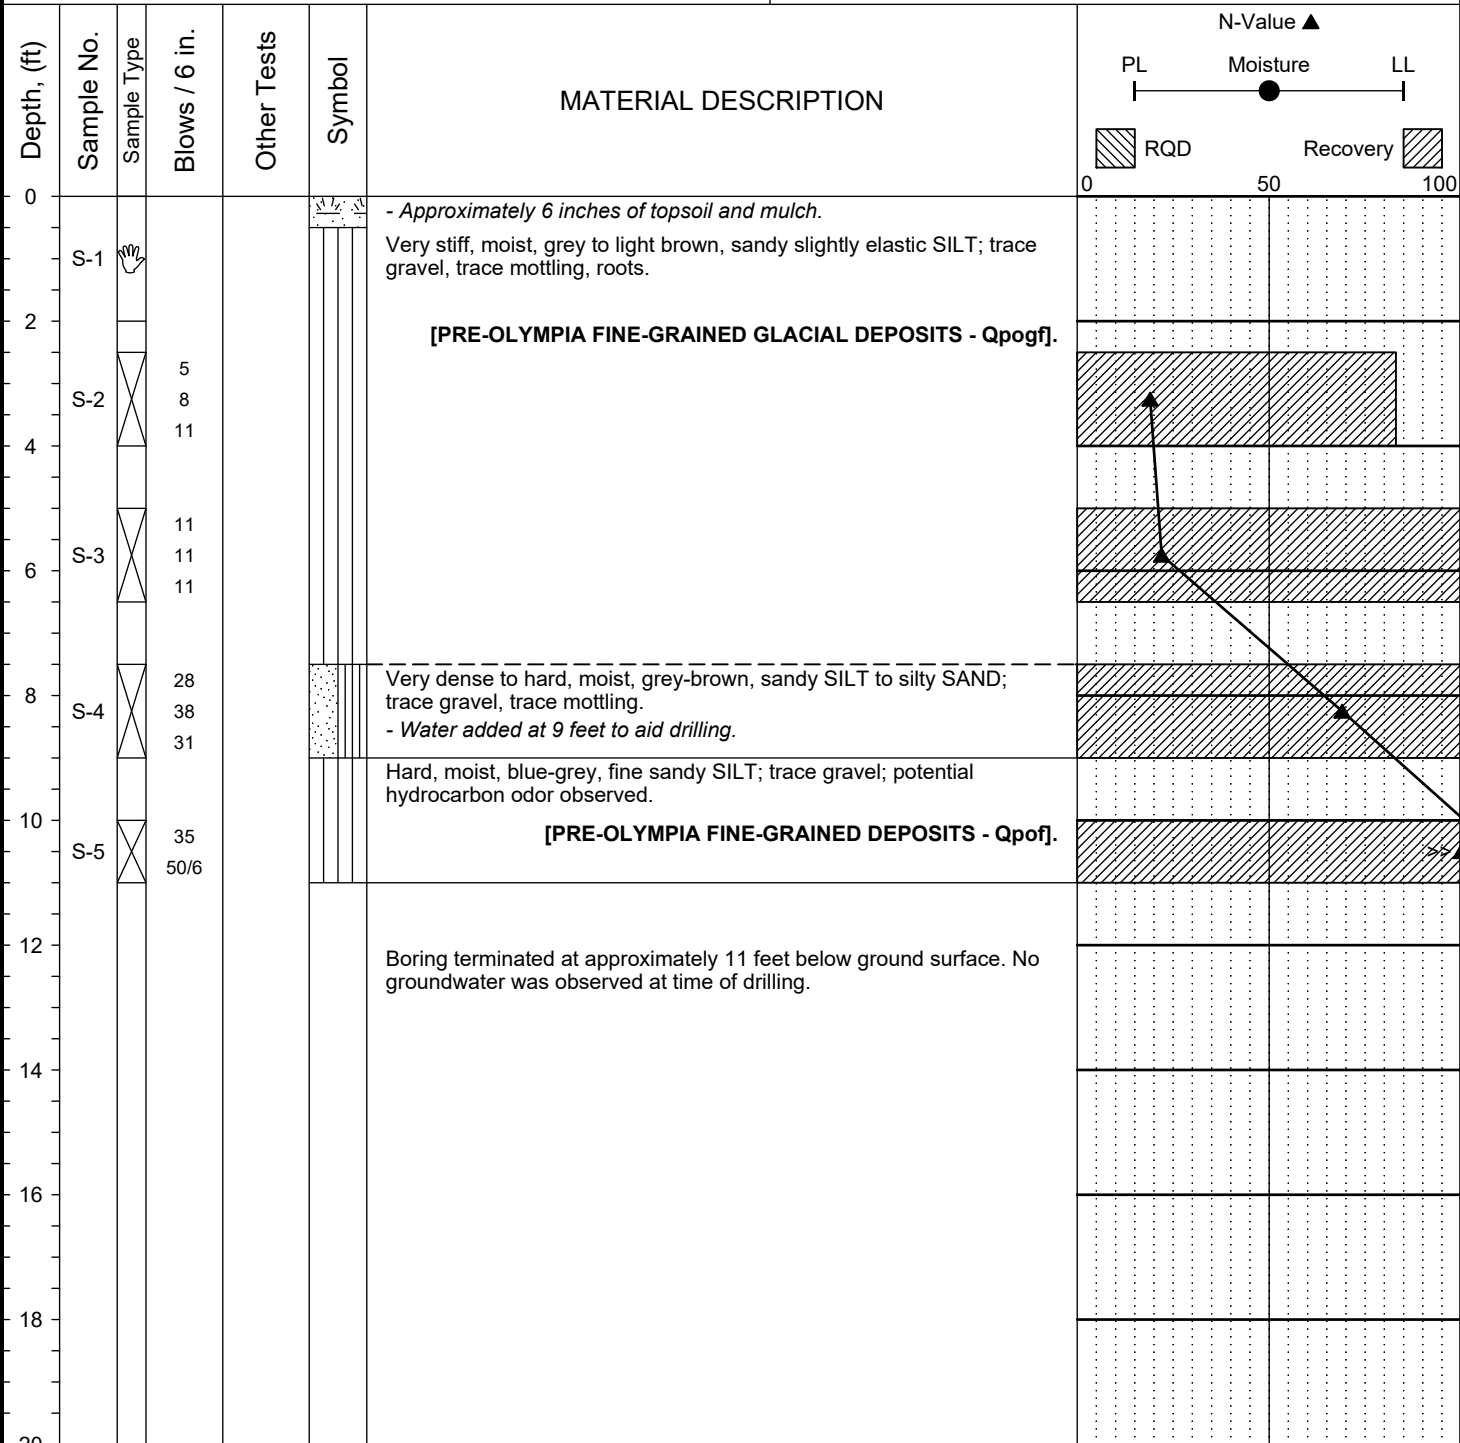 Depth, (ft)
Sample No.
Sample Type
Blows / 6 in.
Other Tests
Symbol
MATERIAL DESCRIPTION
N-Value ▲
PL Moisture LL
RQD Recovery
0 50 100
0
- Approximately 6 inches of topsoil and mulch.
Very stiff, moist, grey to light brown, sandy slightly elastic SILT; trace
gravel, trace mottling, roots.
S-1
2
[PRE-OLYMPIA FINE-GRAINED GLACIAL DEPOSITS - Qpogf].
5
S-2 8
11
4
11
S-3 11
6
11
28
8
S-4 38
31
Very dense to hard, moist, grey-brown, sandy SILT to silty SAND;
trace gravel, trace mottling.
- Water added at 9 feet to aid drilling.
Hard, moist, blue-grey, fine sandy SILT; trace gravel; potential
hydrocarbon odor observed.
10
[PRE-OLYMPIA FINE-GRAINED DEPOSITS - Qpof].
35
S-5
50/6
>>▲
12
Boring terminated at approximately 11 feet below ground surface. No
groundwater was observed at time of drilling.
14
16
18
20